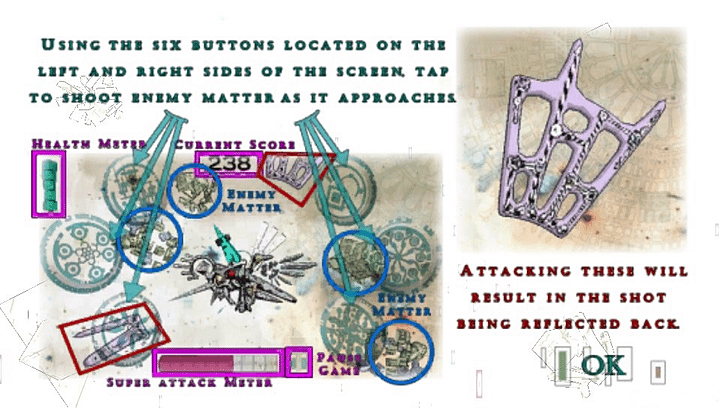 USING THE SIX BUTTONS LOCATED ON THE
LEFT AND RIGHT SIDES OF THE SCREEN, TAP
TO SHOOT ENEMY MATTER AS IT APPROACHES.
HEALTH METER
CURRENT SCORE
238
ENEMY
MATTER
ENEMY
MATTER
PAUSE
GAME
SUPER ATTACK METER
ATTACKING THESE WILL
RESULT IN THE SHOT
BEING REFLECTED BACK.
OK